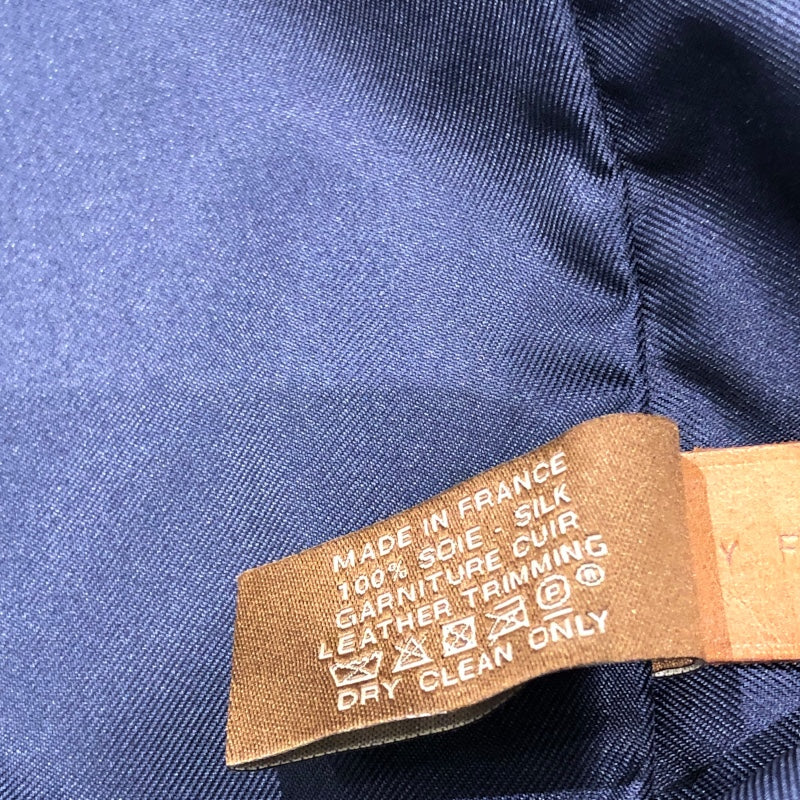 MADE IN FRANCE
100% SOIE - SILK
GARNITURE CUIR
LEATHER TRIMMING
P ®
DRY CLEAN ONLY
Y F